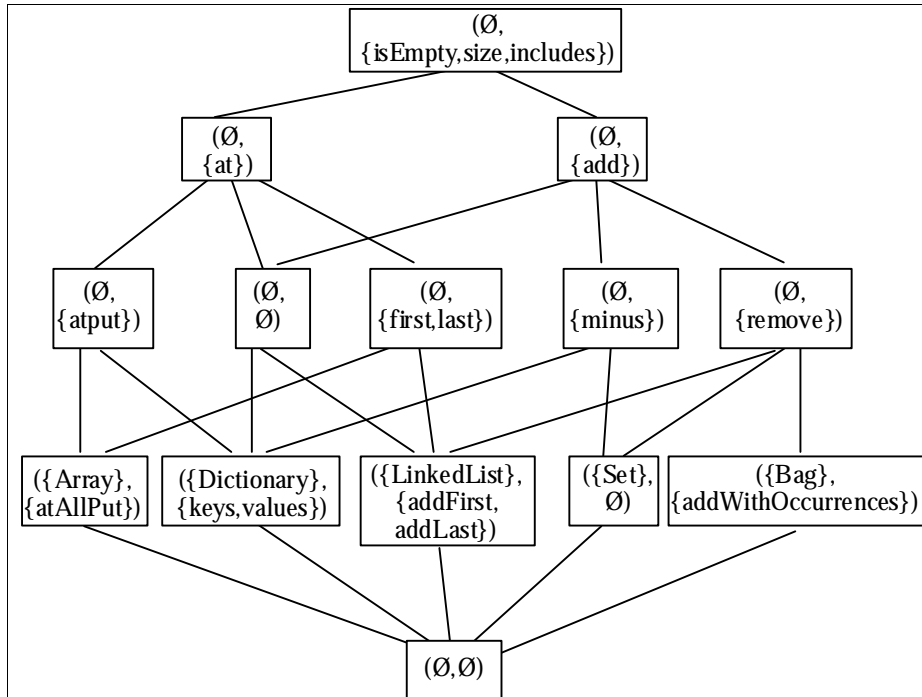 (Ø,
{isEmpty,size,includes})
(Ø,
{at})
(Ø,
{add})
(Ø,
{atput})
(Ø,
Ø)
(Ø,
{first,last})
(Ø,
{minus})
(Ø,
{remove})
({Array},
{atAllPut})
({Dictionary},
{keys,values})
({LinkedList},
{addFirst,
addLast})
({Set},
Ø)
({Bag},
{addWithOccurrences})
(Ø,Ø)